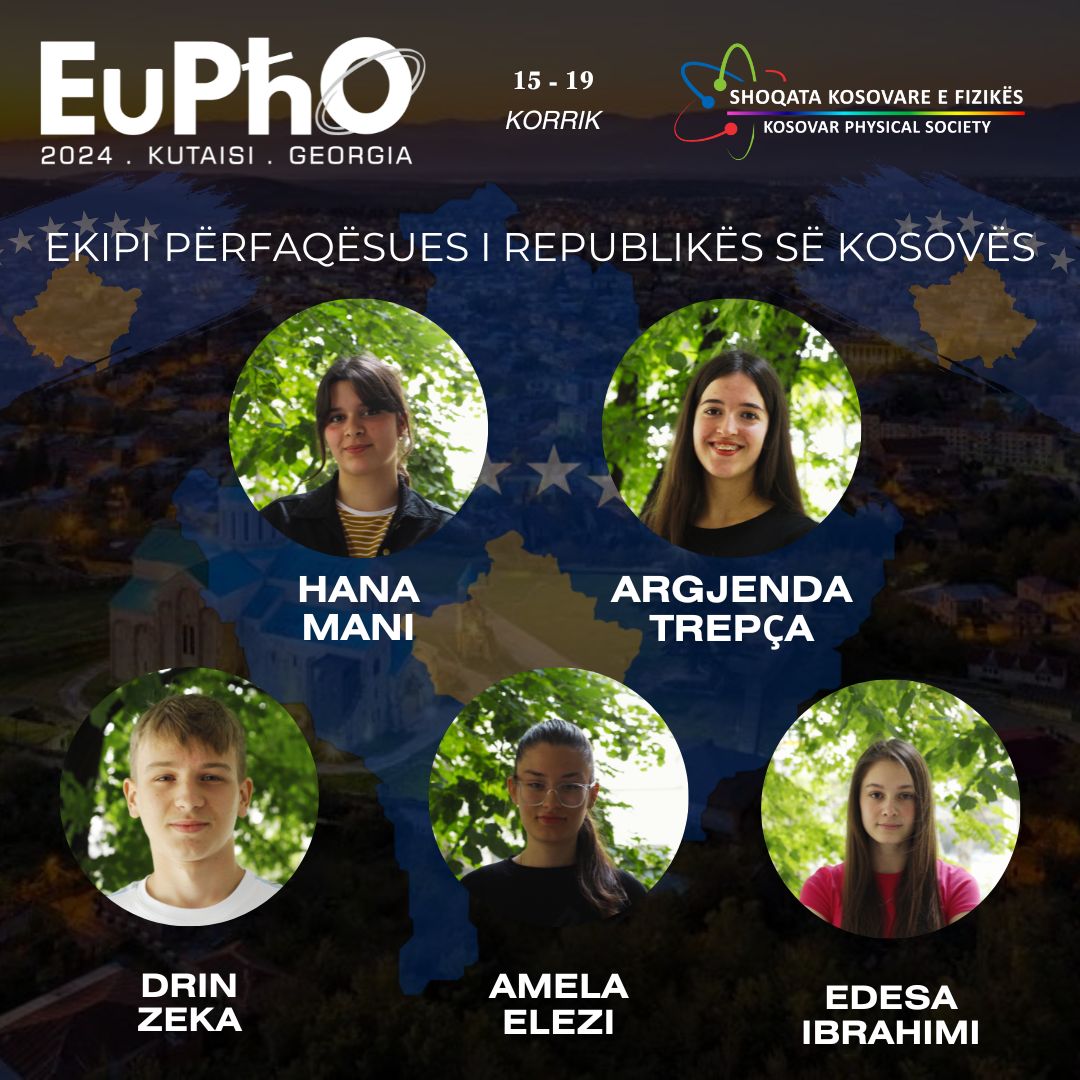 EuPhO
2024 . KUTAISI . GEORGIA
15 - 19
KORRIK
SHOQATA KOSOVARE E FIZIKËS
KOSOVAR PHYSICAL SOCIETY
EKIPI PËRFAQËSUES I REPUBLIKËS SË KOSOVËS
HANA
MANI
ARGJENDA
TREPÇA
DRIN
ZEKA
AMELA
ELEZI
EDESA
IBRAHIMI